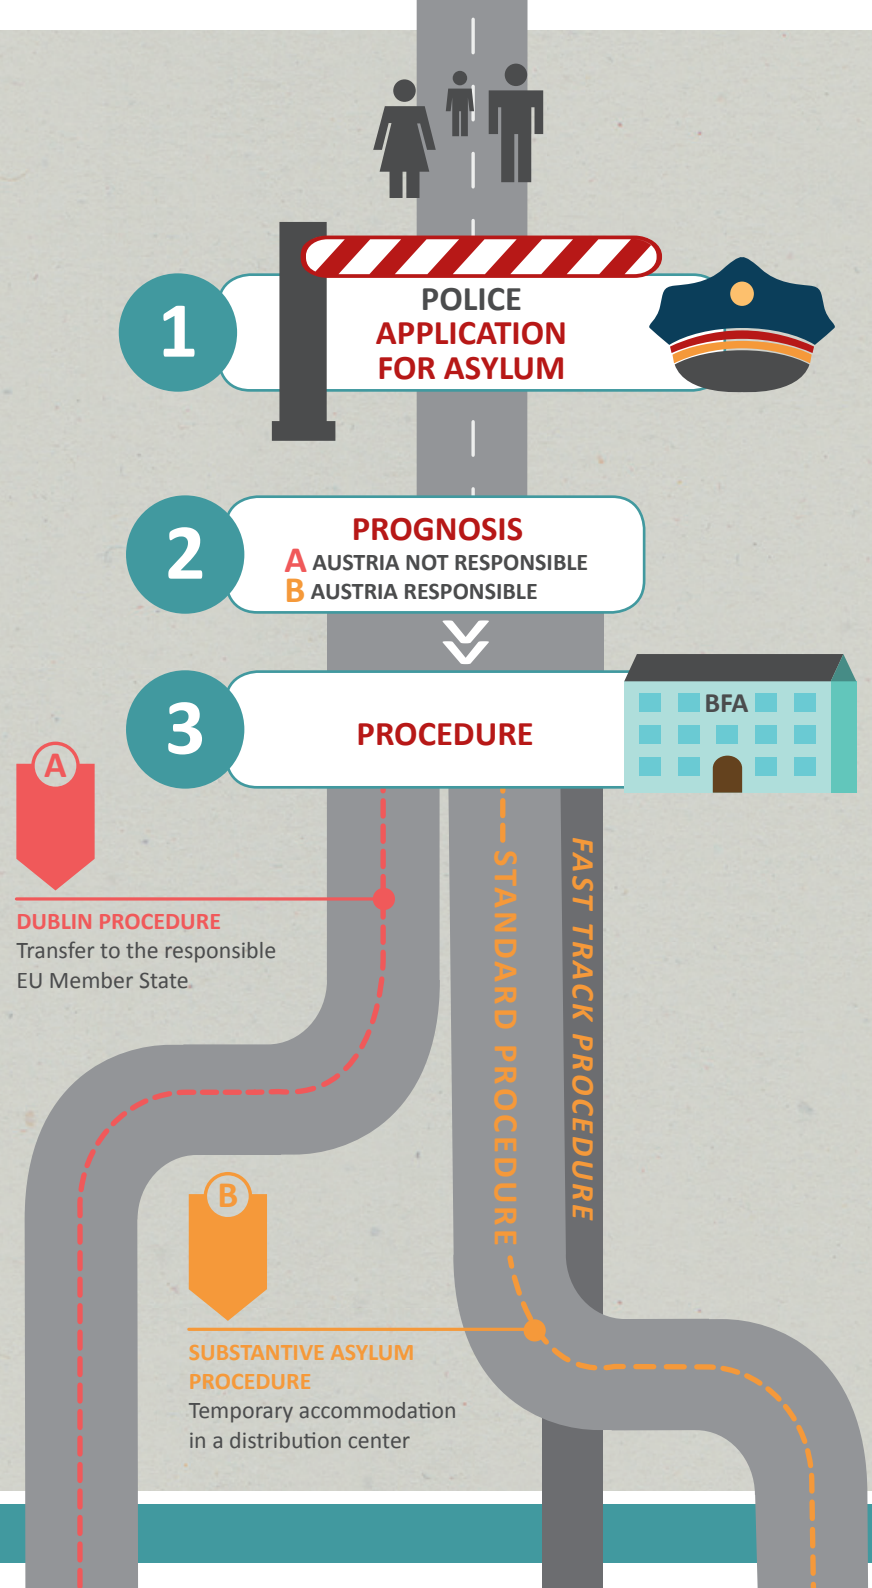 1
POLICE
APPLICATION
FOR ASYLUM
2
PROGNOSIS
A AUSTRIA NOT RESPONSIBLE
B AUSTRIA RESPONSIBLE
3
PROCEDURE
BFA
A
DUBLIN PROCEDURE
Transfer to the responsible
EU Member State.
STANDARD PROCEDURE
FAST TRACK PROCEDURE
B
SUBSTANTIVE ASYLUM
PROCEDURE
Temporary accommodation
in a distribution center